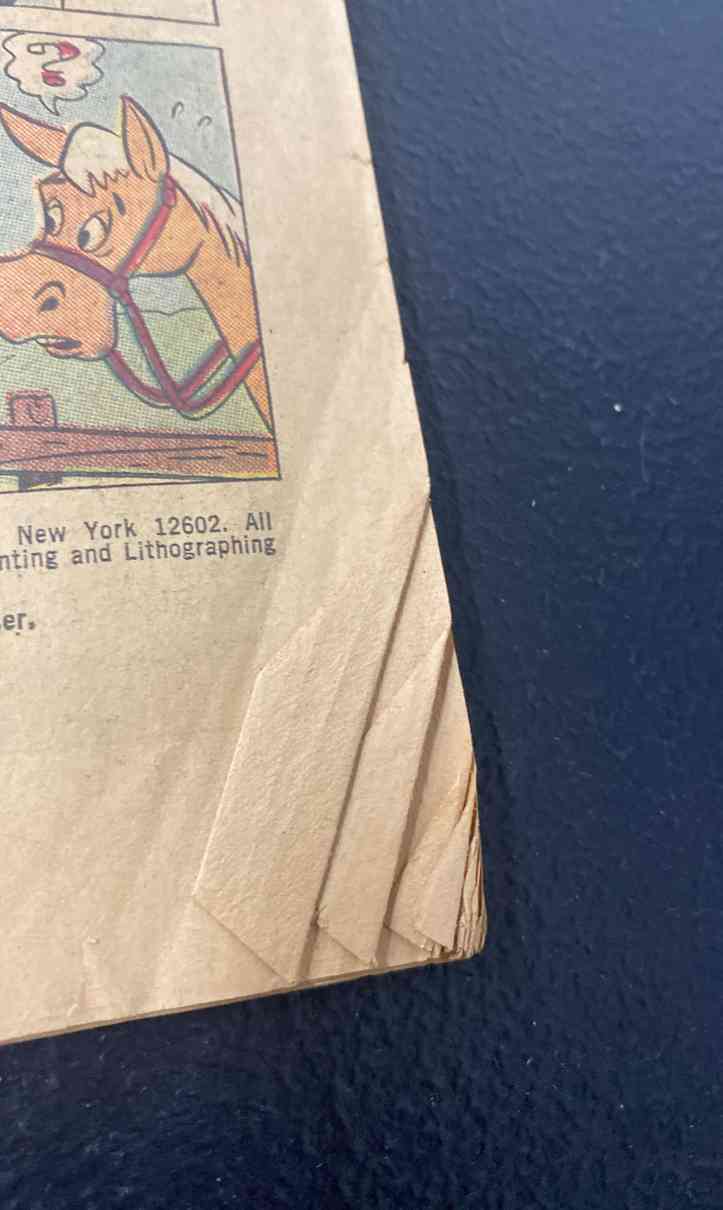 ?
New York 12602. All
nting and Lithographing
er.